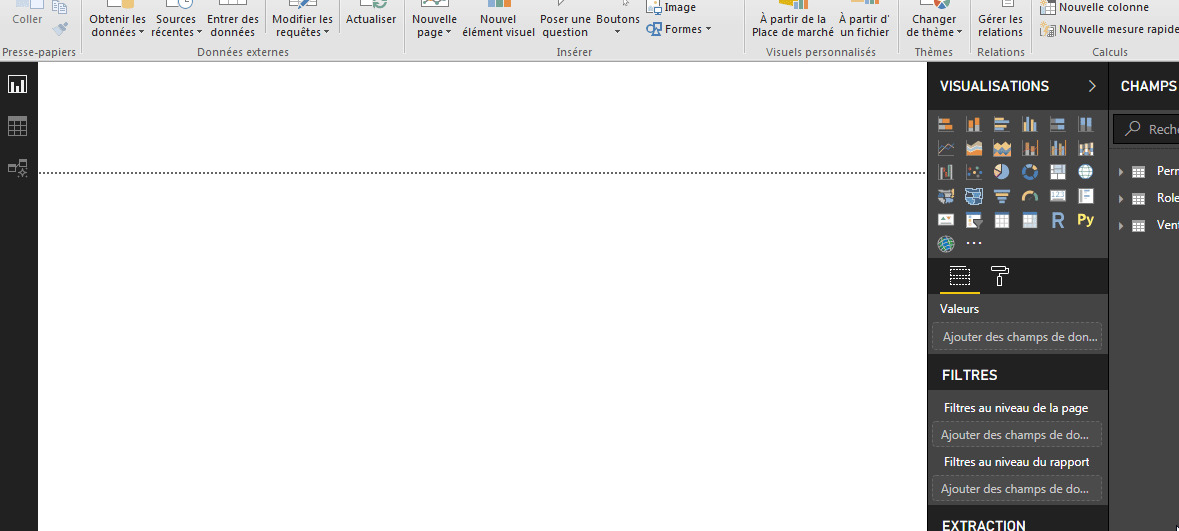 Coller
Obtenir les données
Sources récentes
Entrer des données
Modifier les requêtes
Actualiser
Nouvelle page
Nouvel élément visuel
Poser une question
Boutons
Image
Formes
À partir de la Place de marché
À partir d' un fichier
Changer de thème
Gérer les relations
Nouvelle colonne
Nouvelle mesure rapide
Presse-papiers
Données externes
Insérer
Visuels personnalisés
Thèmes
Relations
Calculs
VISUALISATIONS
CHAMPS
Reche
R
Py
...
Perr
Role
Vent
Valeurs
Ajouter des champs de don...
FILTRES
Filtres au niveau de la page
Ajouter des champs de do...
Filtres au niveau du rapport
Ajouter des champs de do...
EXTRACTION